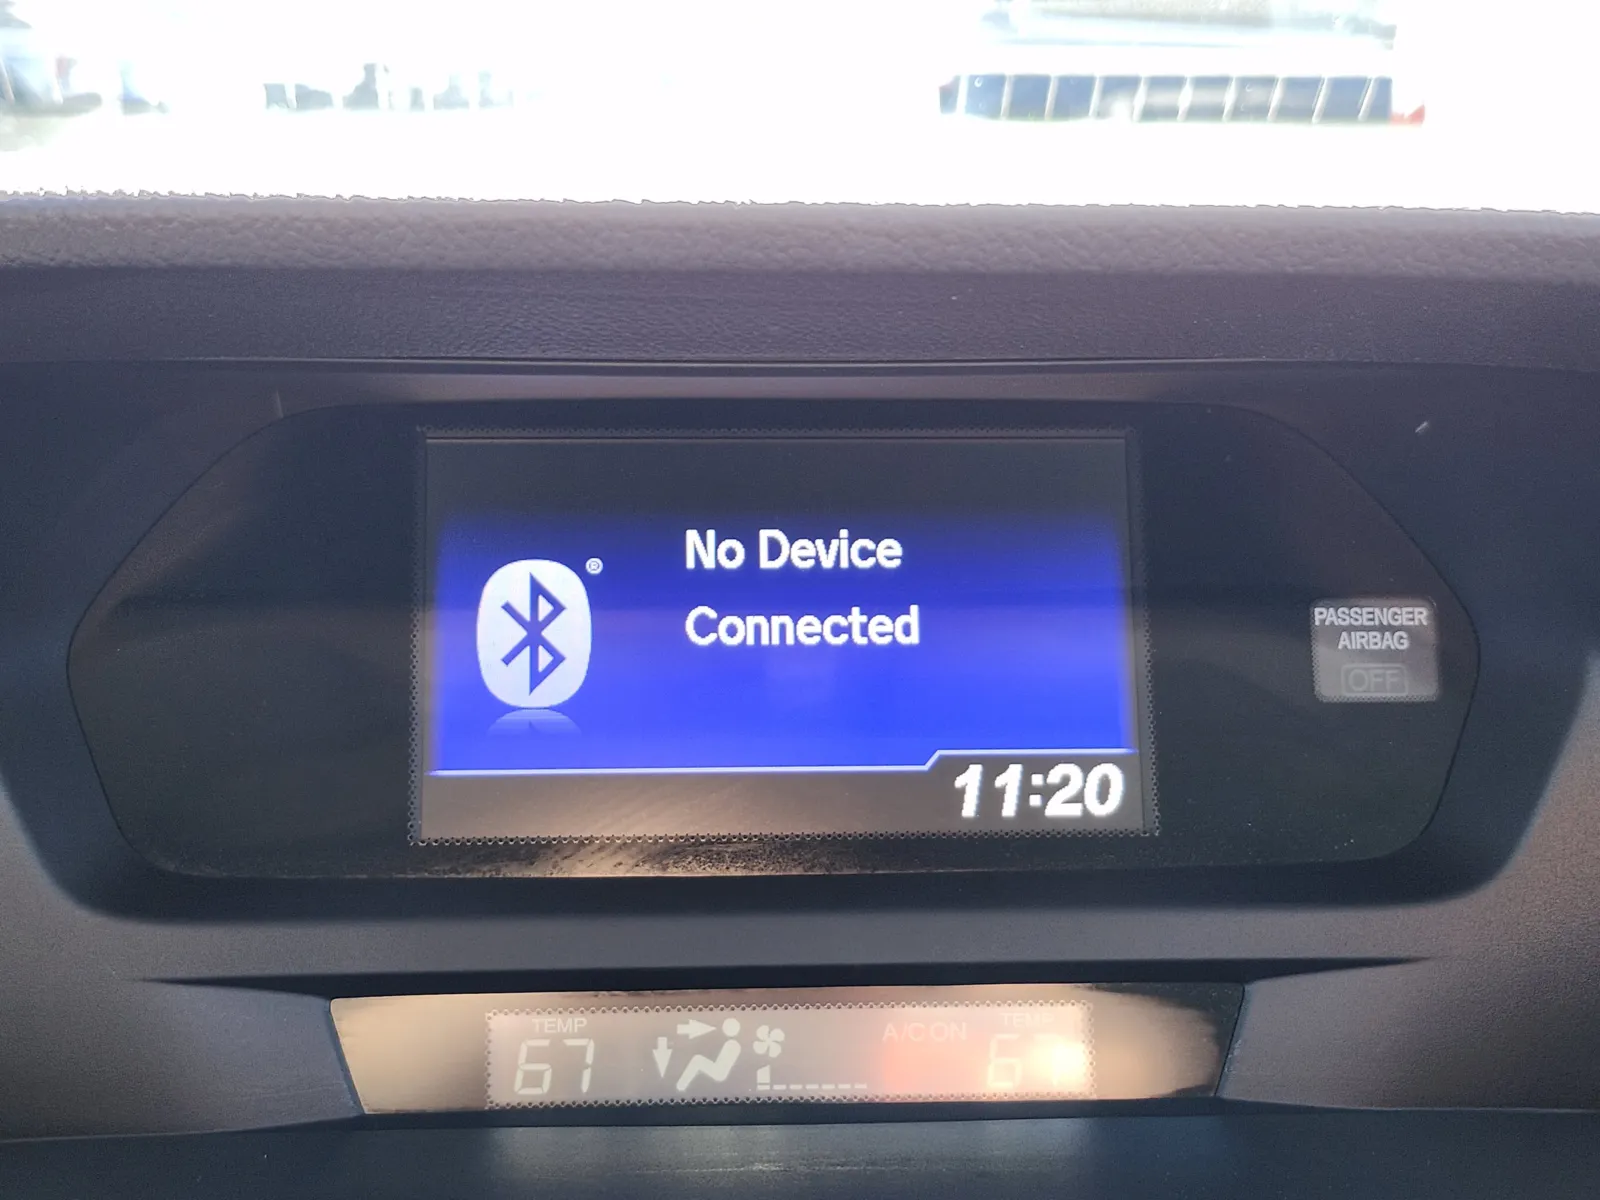 ®
No Device
Connected
11:20
PASSENGER
AIRBAG
OFF
TEMP
67
A/C ON
TEMP